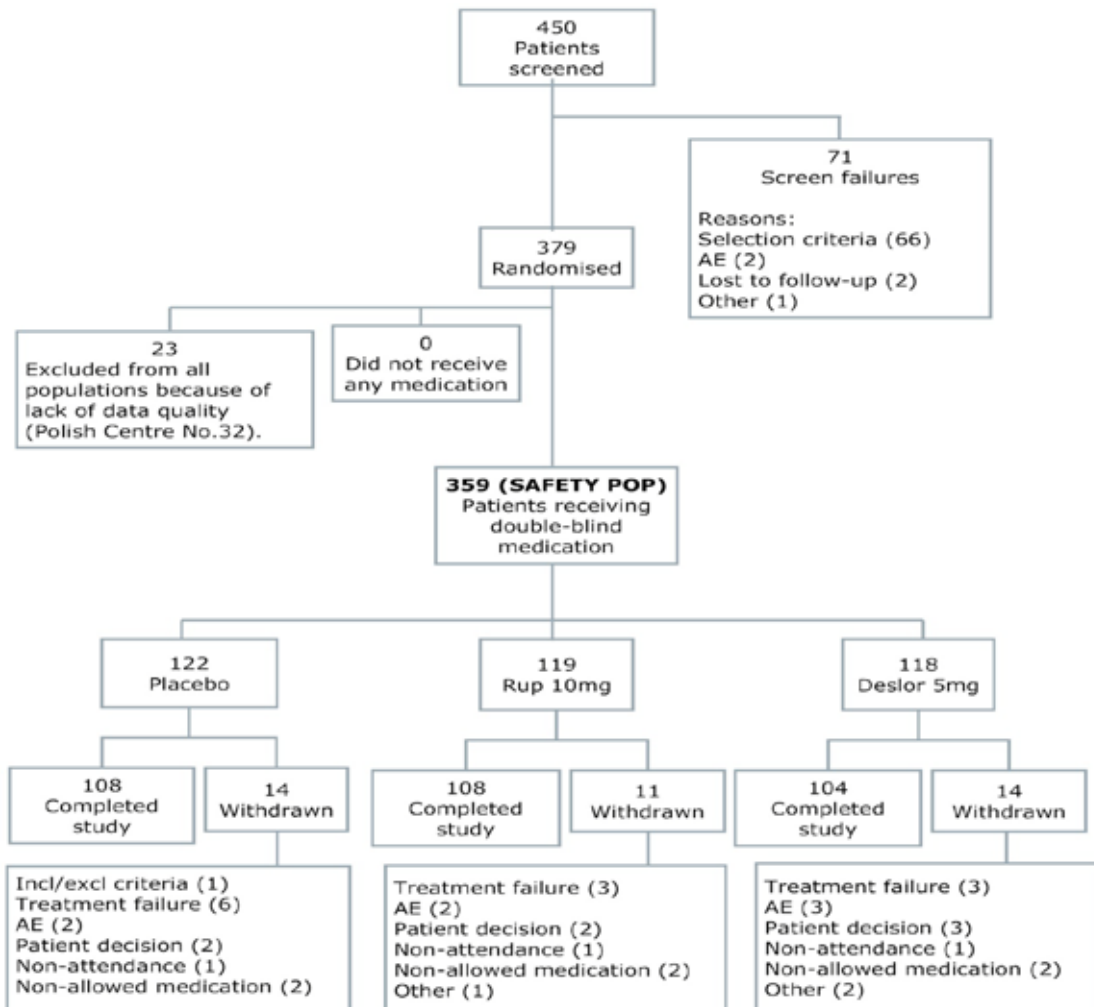 450
Patients
screened
71
Screen failures
Reasons:
Selection criteria (66)
AE (2)
Lost to follow-up (2)
Other (1)
379
Randomised
23
Excluded from all
populations because of
lack of data quality
(Polish Centre No.32).
0
Did not receive
any medication
359 (SAFETY POP)
Patients receiving
double-blind
medication
122
Placebo
119
Rup 10mg
118
Deslor 5mg
108
Completed
study
14
Withdrawn
108
Completed
study
11
Withdrawn
104
Completed
study
14
Withdrawn
Incl/excl criteria (1)
Treatment failure (6)
AE (2)
Patient decision (2)
Non-attendance (1)
Non-allowed medication (2)
Treatment failure (3)
AE (2)
Patient decision (2)
Non-attendance (1)
Non-allowed medication (2)
Other (1)
Treatment failure (3)
AE (3)
Patient decision (3)
Non-attendance (1)
Non-allowed medication (2)
Other (2)